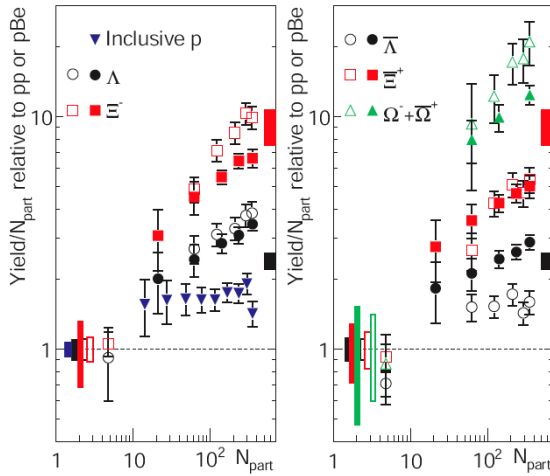 Yield/N_part relative to pp or pBe
10
1
Inclusive p
Λ
Ξ⁻
1 10 10² N_part
Yield/N_part relative to pp or pBe
10
1
Λ̅
Ξ̅⁺
Ω⁻+Ω̅⁺
1 10 10² N_part